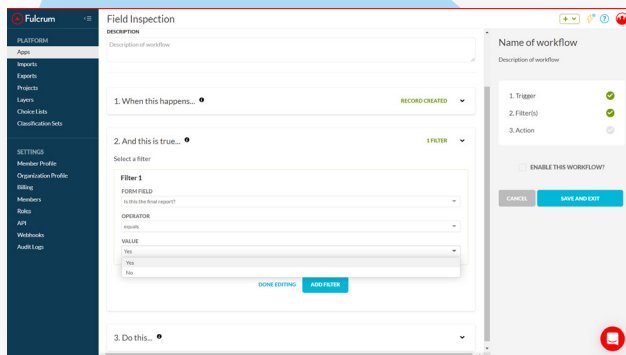 Fulcrum
PLATFORM
Apps
Imports
Exports
Projects
Layers
Choice Lists
Classification Sets
SETTINGS
Member Profile
Organization Profile
Billing
Members
Roles
API
Webhooks
Audit Logs
Field Inspection
DESCRIPTION
Description of workflow
1. When this happens...
RECORD CREATED
2. And this is true...
1 FILTER
Select a filter
Filter 1
FORM FIELD
Is this the final report?
OPERATOR
equals
VALUE
Yes
Yes
No
DONE EDITING
ADD FILTER
3. Do this...
Name of workflow
Description of workflow
1. Trigger
2. Filter(s)
3. Action
ENABLE THIS WORKFLOW?
CANCEL
SAVE AND EXIT